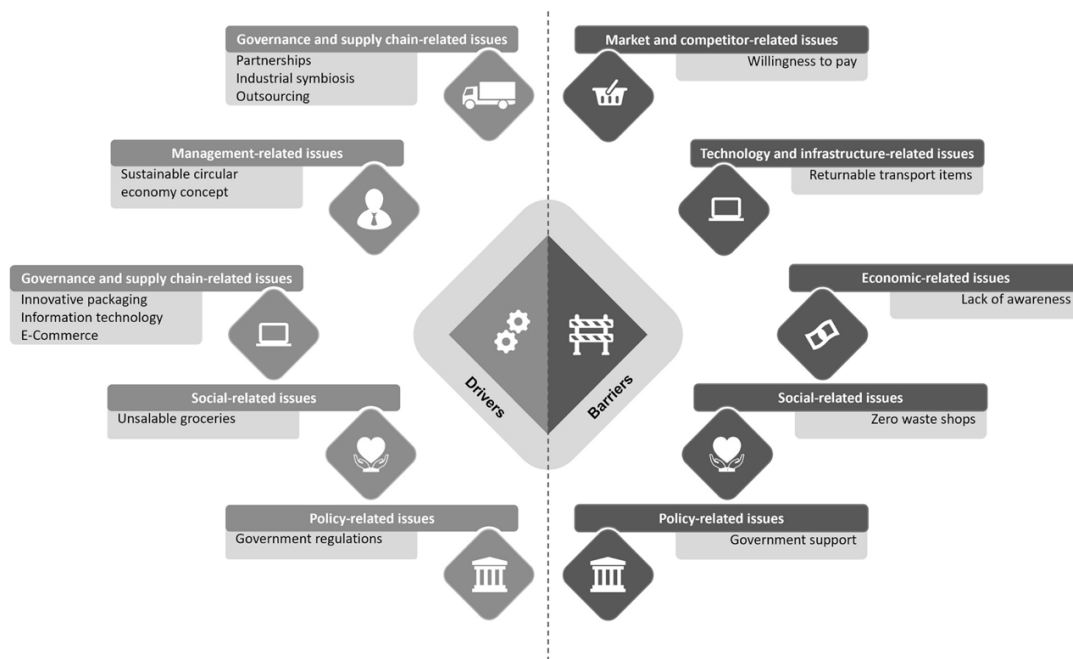 Governance and supply chain-related issues
Partnerships
Industrial symbiosis
Outsourcing
Management-related issues
Sustainable circular
economy concept
Governance and supply chain-related issues
Innovative packaging
Information technology
E-Commerce
Social-related issues
Unsalable groceries
Policy-related issues
Government regulations
Drivers
Barriers
Market and competitor-related issues
Willingness to pay
Technology and infrastructure-related issues
Returnable transport items
Economic-related issues
Lack of awareness
Social-related issues
Zero waste shops
Policy-related issues
Government support